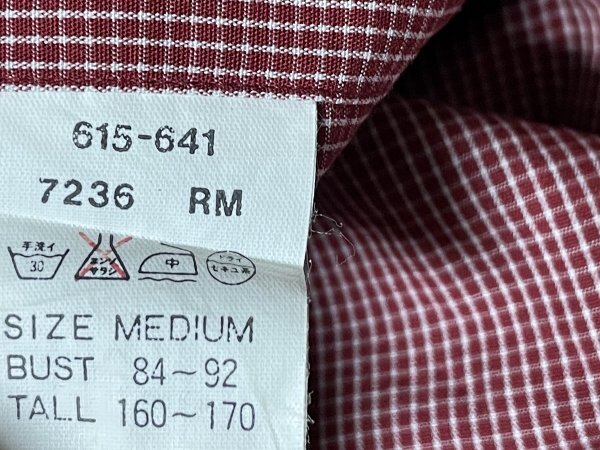 615-641
7236 RM
手洗イ 30 エンソサラシ 中 ドライ セキユ系
SIZE MEDIUM
BUST 84～92
TALL 160～170